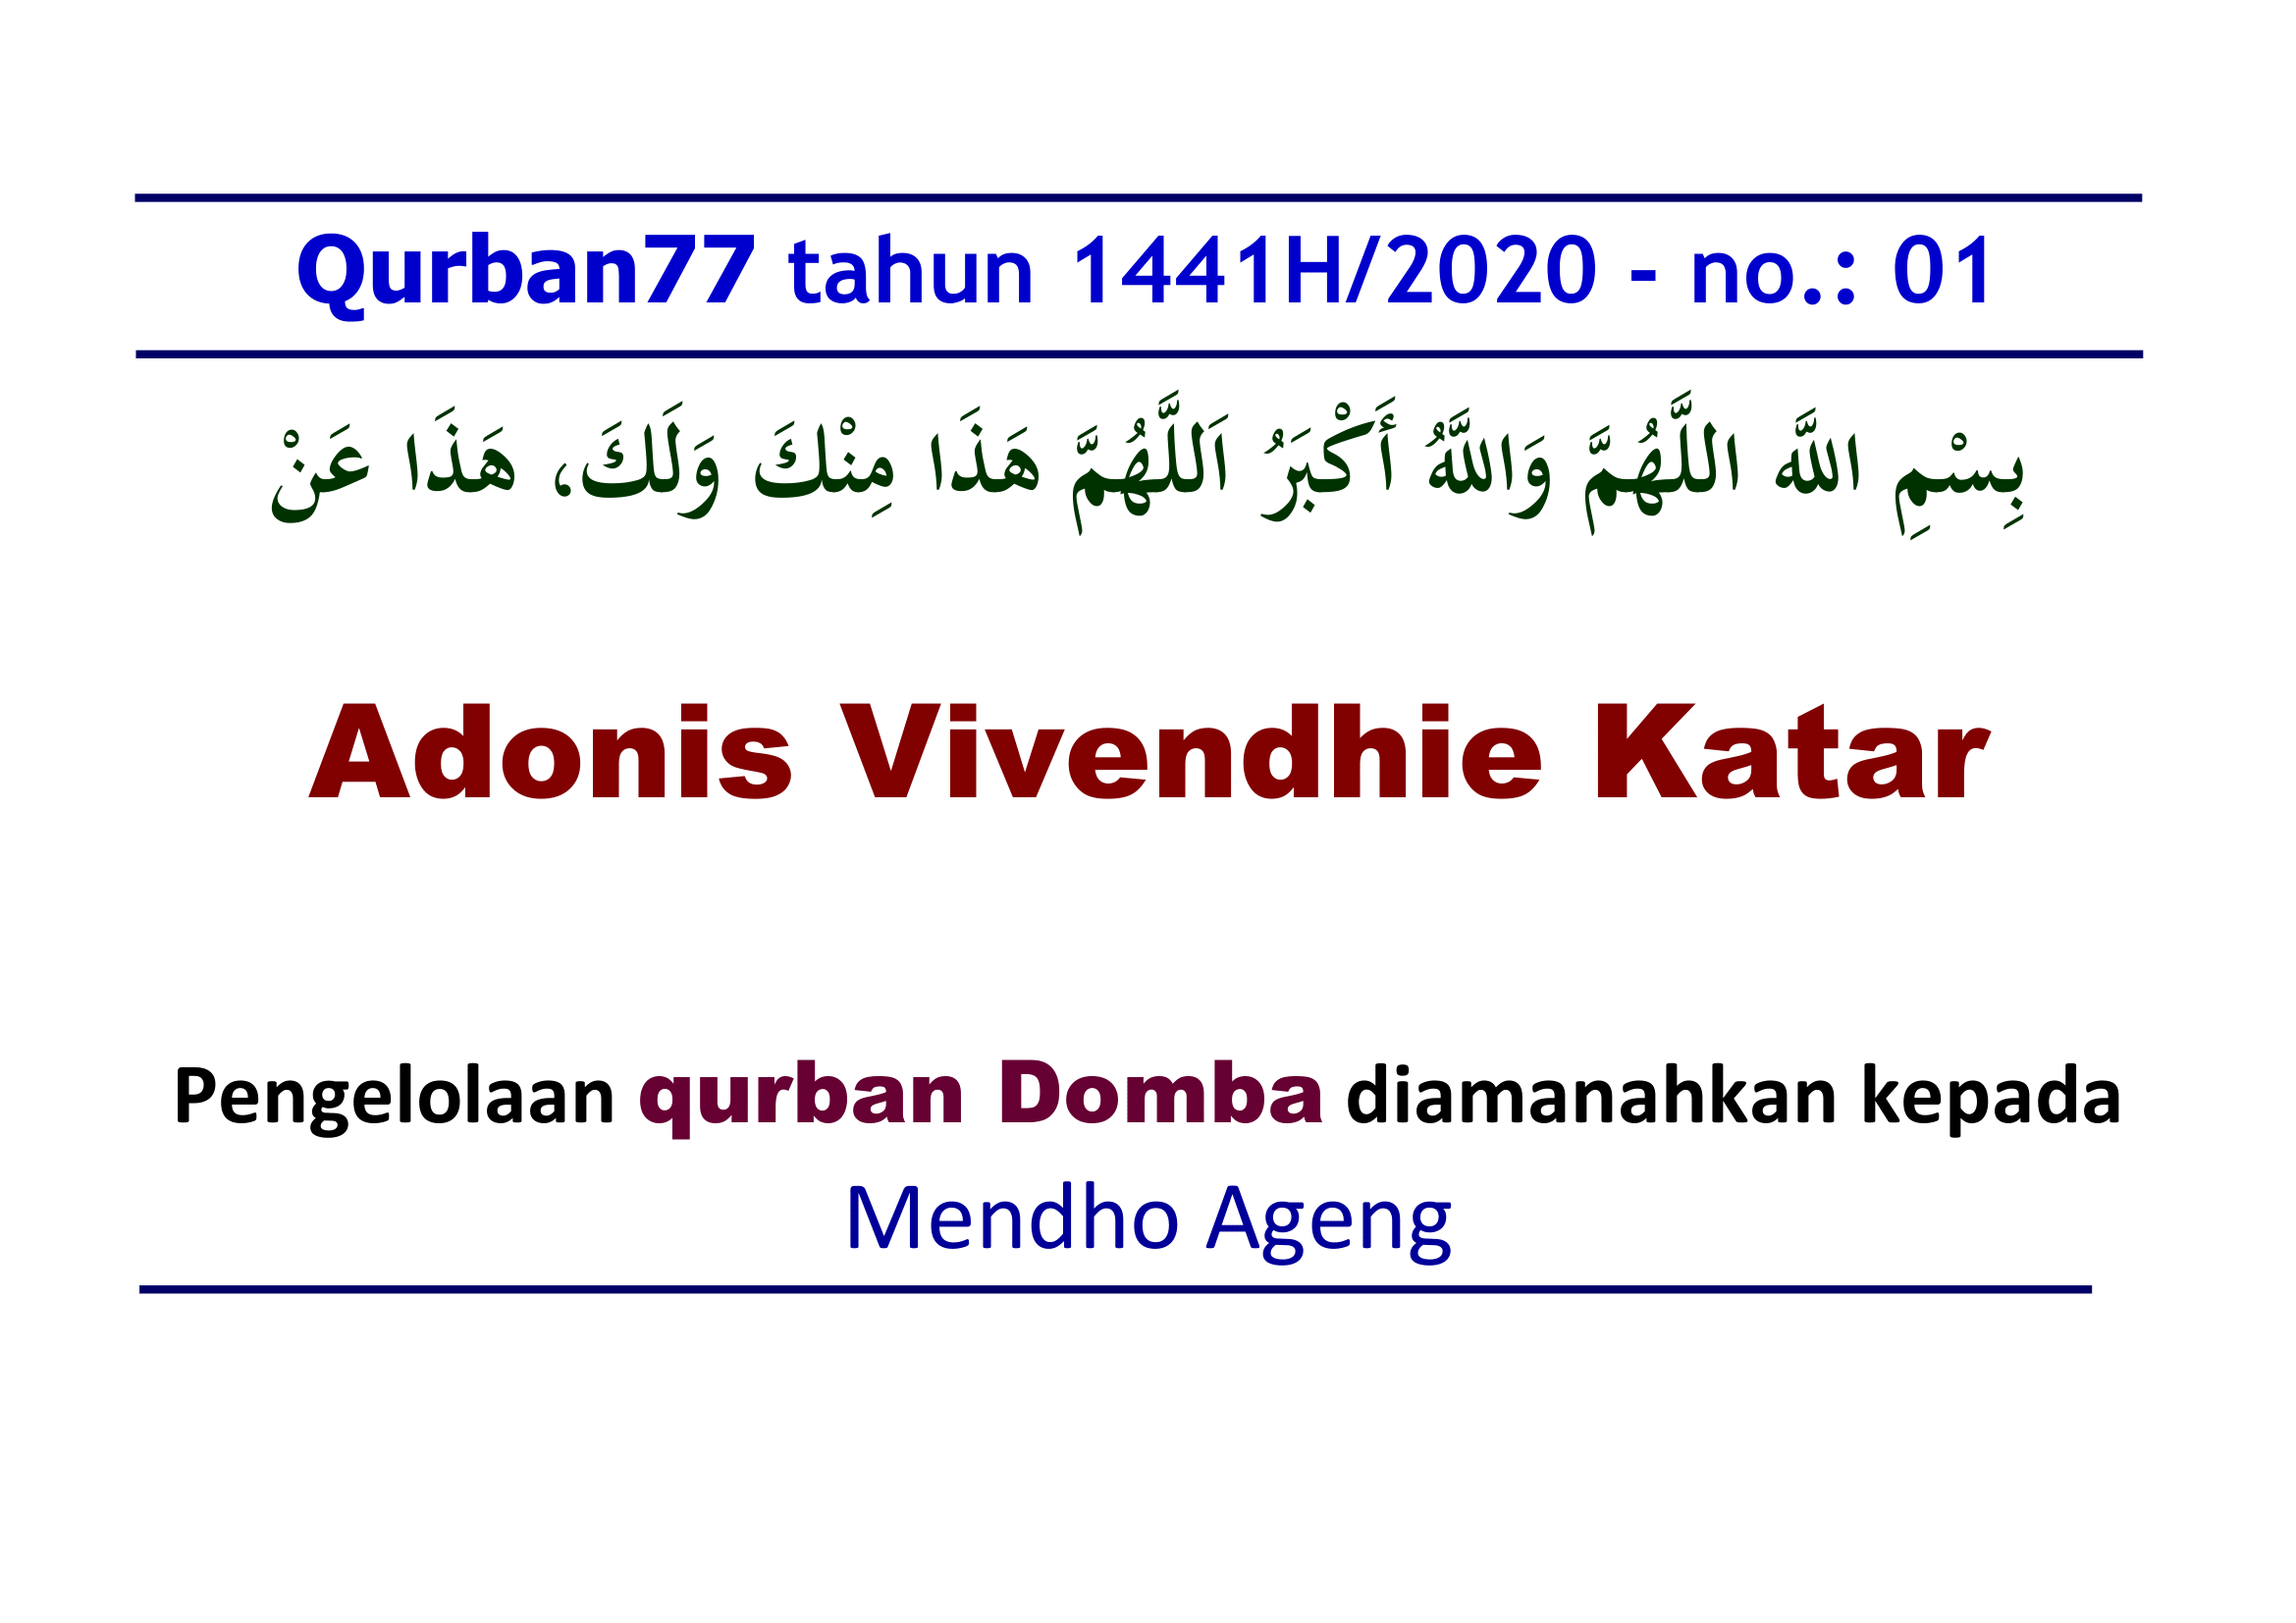 Qurban77 tahun 1441H/2020 - no.: 01
بِسْمِ اللَّه اَللَّهُمَّ وَاللَّهُ أَكْبَرُ اَللَّهُمَّ هَذَا مِنْكَ وَلَكَ، هَذَا عَنْ
Adonis Vivendhie Katar
Pengelolaan qurban Domba diamanahkan kepada
Mendho Ageng